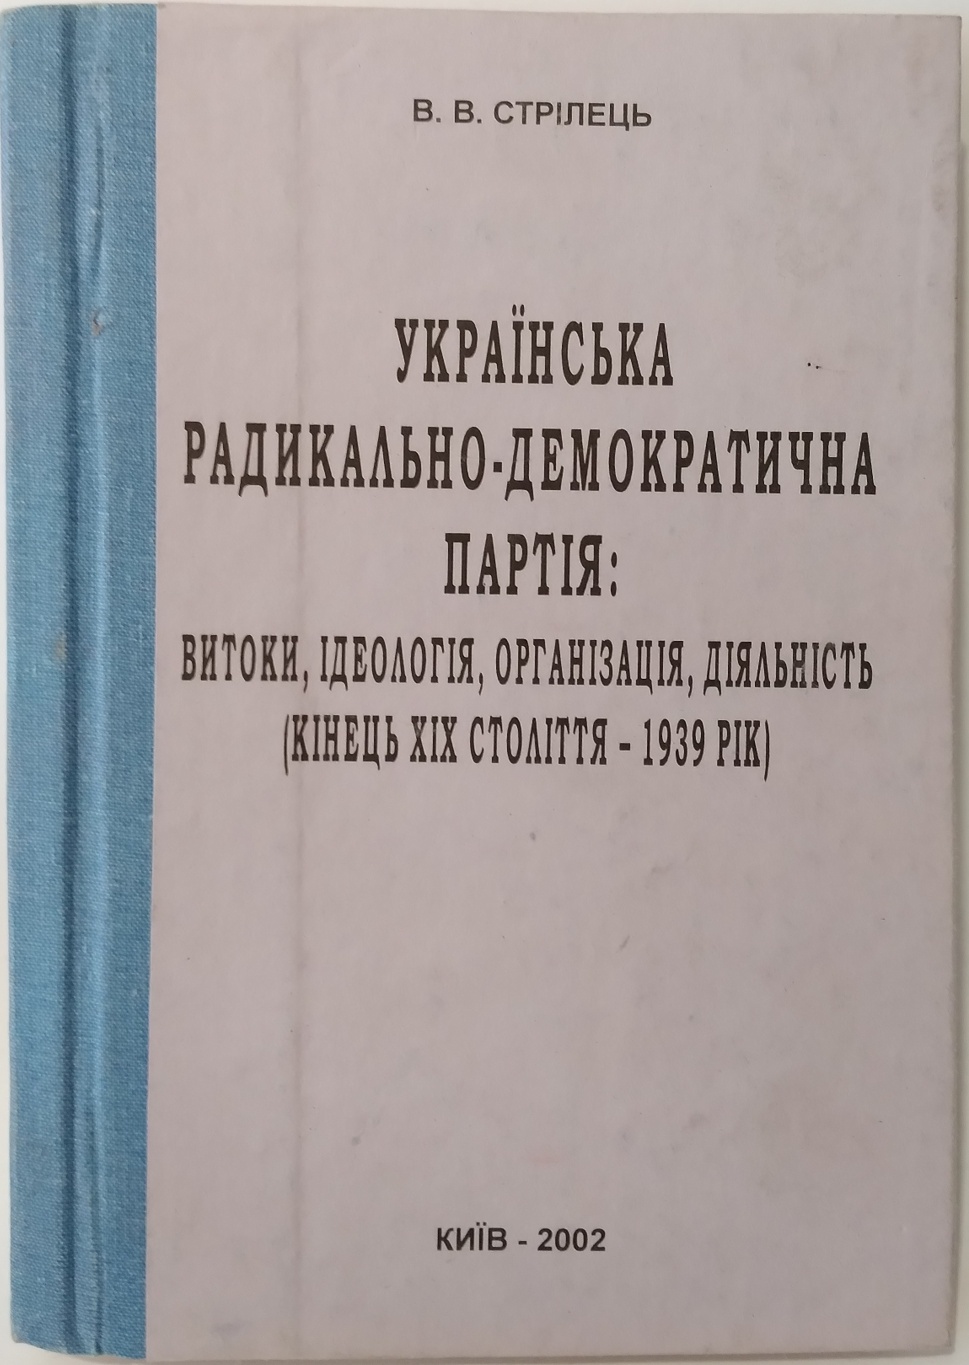 В. В. СТРІЛЕЦЬ
УКРАЇНСЬКА
РАДИКАЛЬНО-ДЕМОКРАТИЧНА
ПАРТІЯ:
ВИТОКИ, ІДЕОЛОГІЯ, ОРГАНІЗАЦІЯ, ДІЯЛЬНІСТЬ
(КІНЕЦЬ XIX СТОЛІТТЯ – 1939 РІК)
КИЇВ - 2002